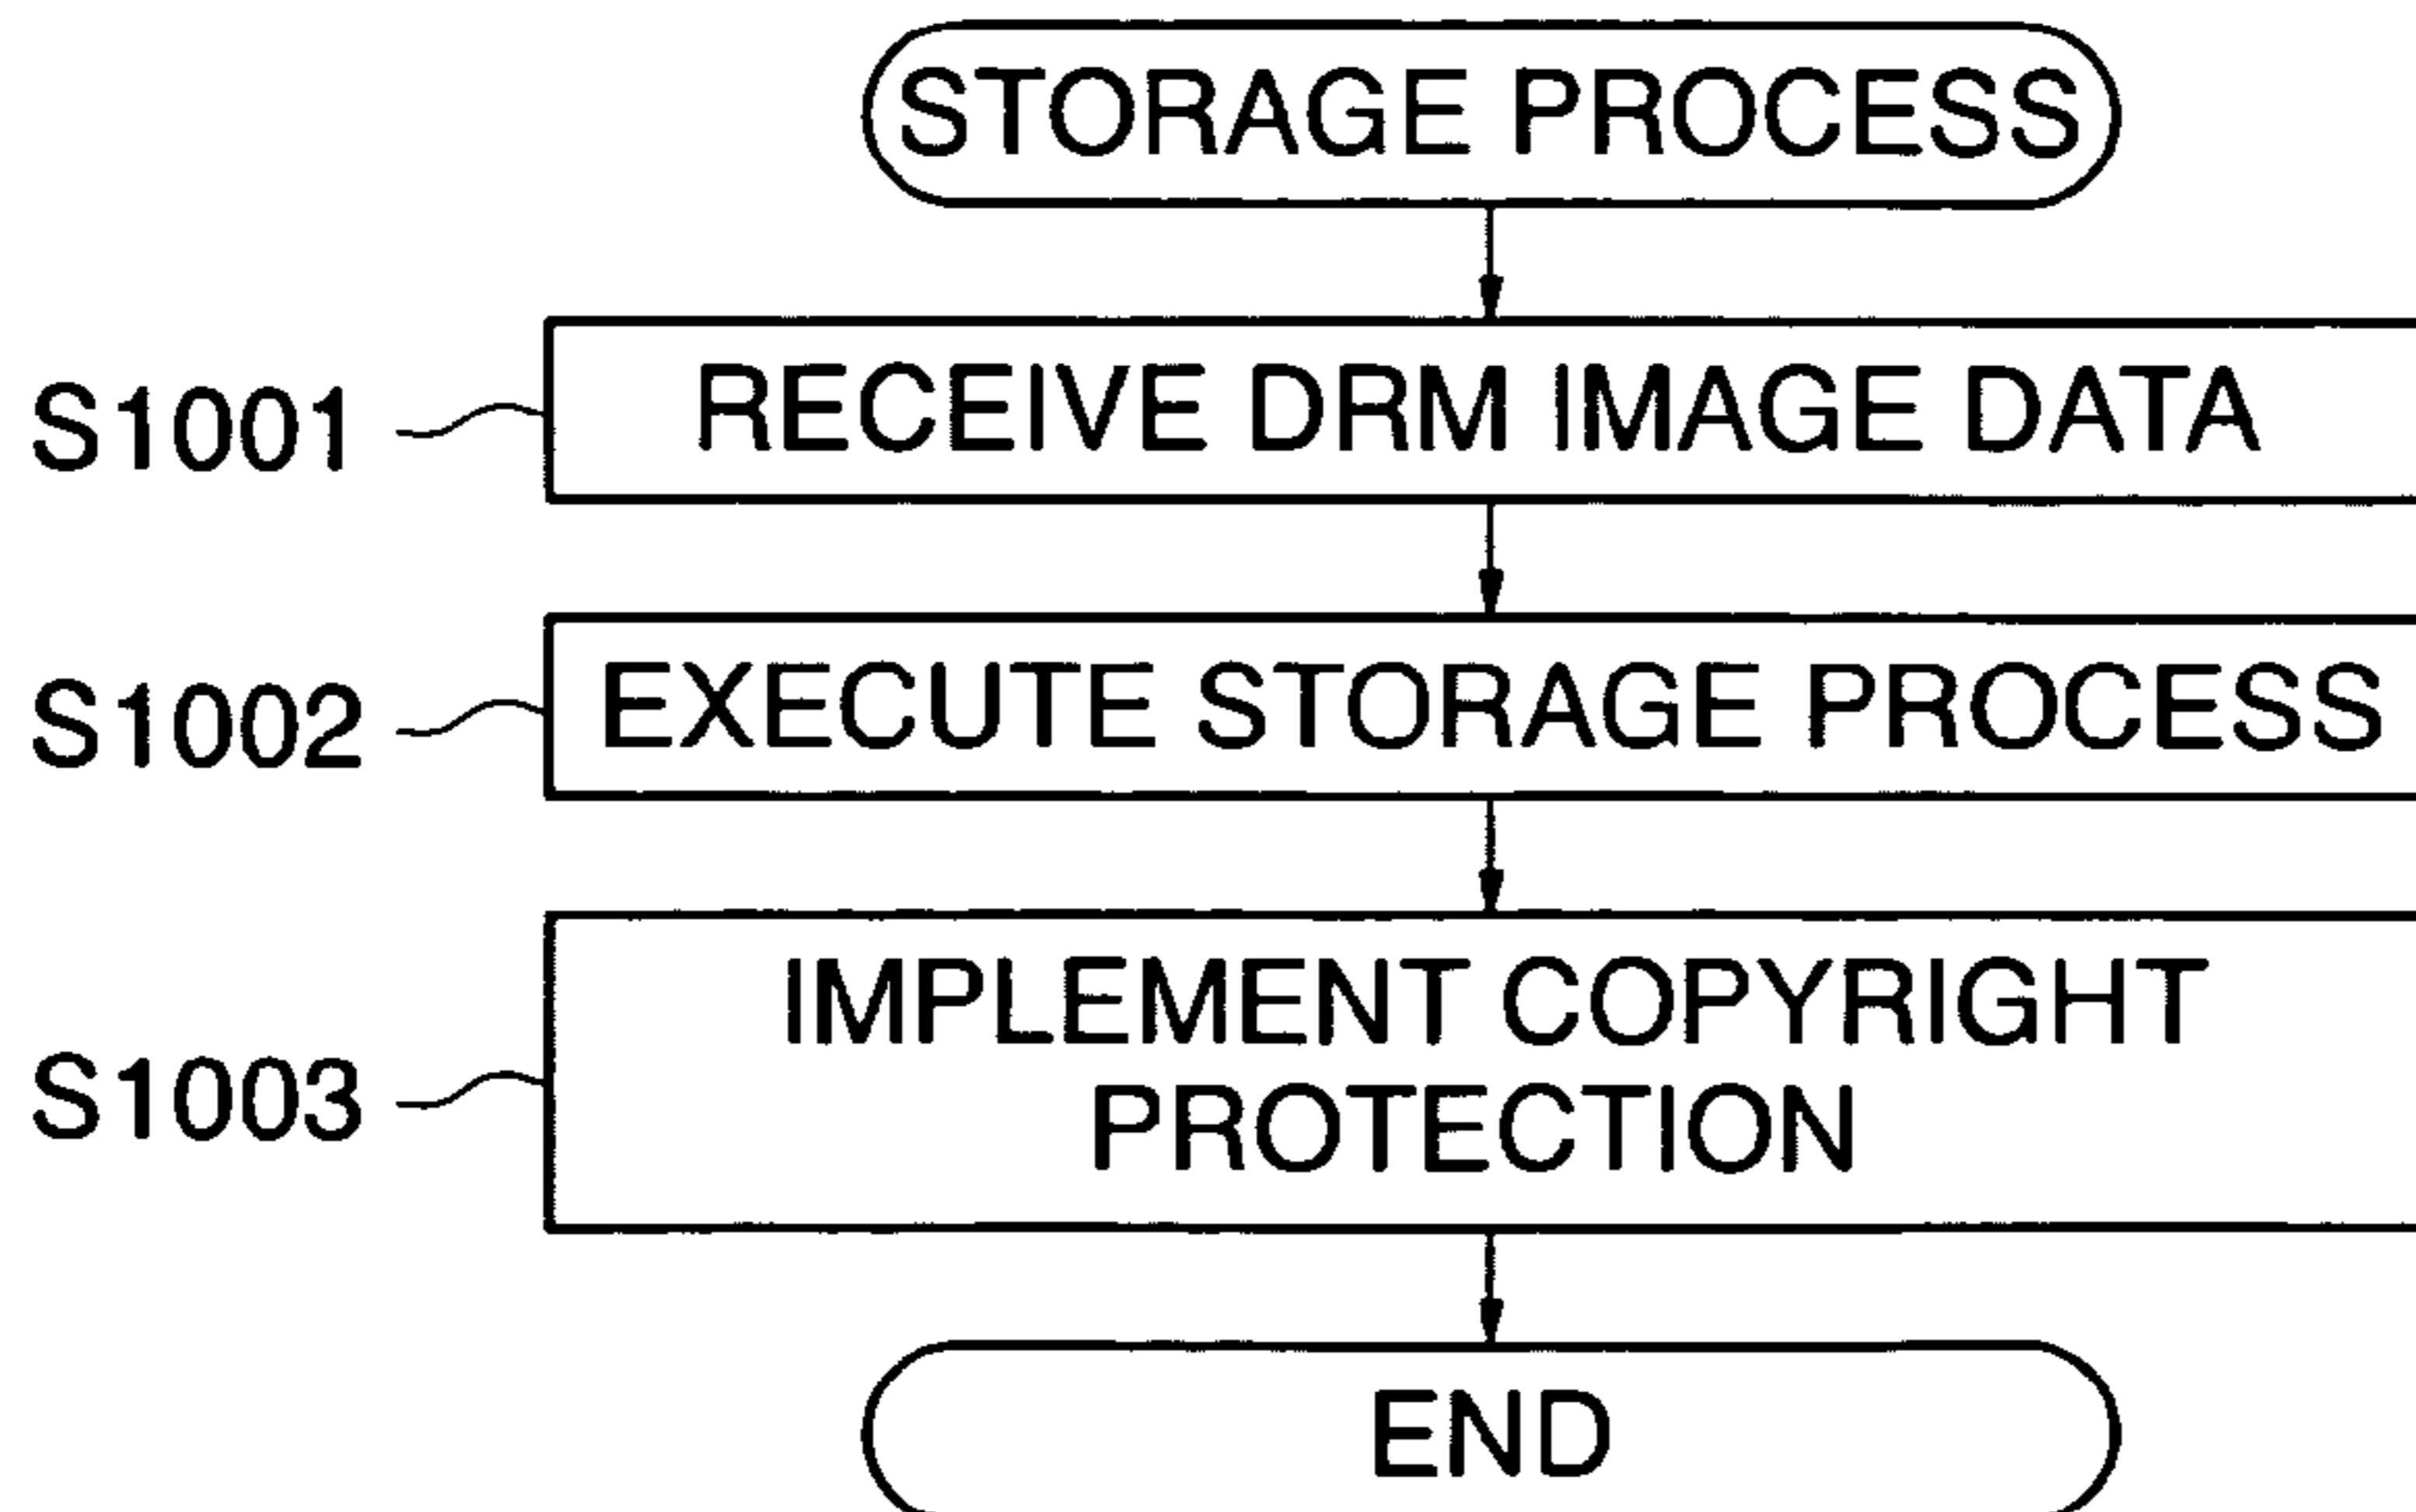 STORAGE PROCESS
S1001 RECEIVE DRM IMAGE DATA
S1002 EXECUTE STORAGE PROCESS
S1003 IMPLEMENT COPYRIGHT
PROTECTION
END